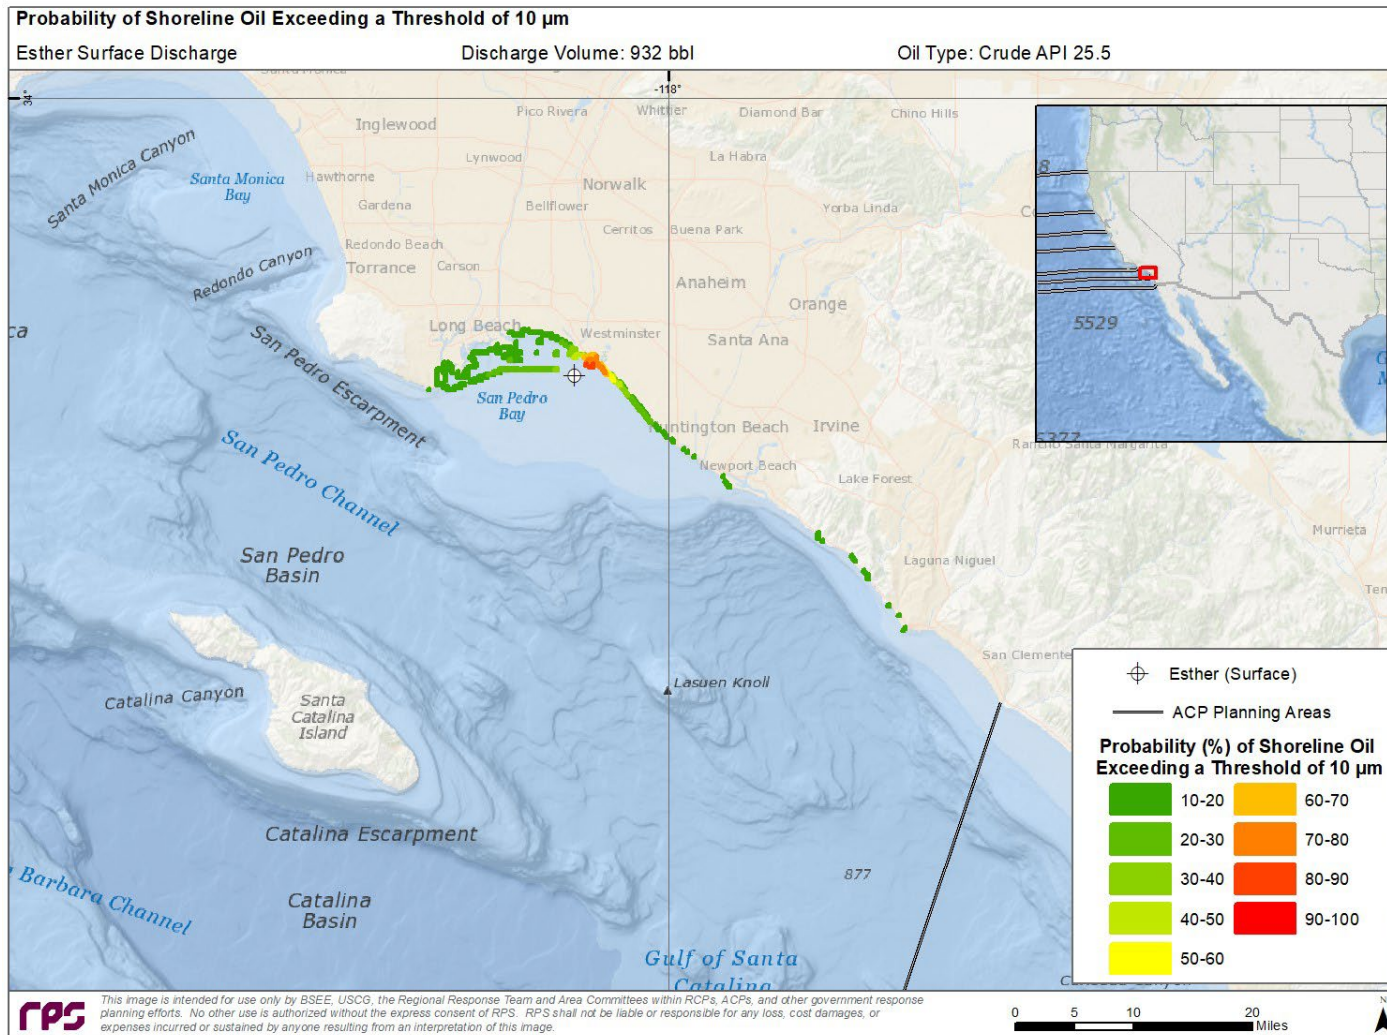 Probability of Shoreline Oil Exceeding a Threshold of 10 µm
Esther Surface Discharge
Discharge Volume: 932 bbl
Oil Type: Crude API 25.5
34°
-118°
Santa Monica Canyon
Santa Monica
Bay
Inglewood
Pico Rivera
Whittier
Diamond Bar
Chino Hills
Hawthorne
Lynwood
La Habra
Norwalk
Gardena
Bellflower
Yorba Linda
Cerritos
Buena Park
Redondo Beach
Torrance
Carson
Redondo Canyon
Anaheim
Orange
Long Beach
Westminster
Santa Ana
San Pedro Escarpment
San Pedro
Bay
Huntington Beach
Irvine
Rancho Santa Margarita
Newport Beach
Lake Forest
San Pedro Channel
Murrieta
San Pedro
Basin
Laguna Niguel
San Clemente
Catalina Canyon
Santa
Catalina
Island
Lasuen Knoll
Catalina Escarpment
877
Barbara Channel
Catalina
Basin
Gulf of Santa
Catalina
8
5529
Esther (Surface)
ACP Planning Areas
Probability (%) of Shoreline Oil
Exceeding a Threshold of 10 µm
10-20
60-70
20-30
70-80
30-40
80-90
40-50
90-100
50-60
rps
This image is intended for use only by BSEE, USCG, the Regional Response Team and Area Committees within RCPs, ACPs, and other government response
planning efforts. No other use is authorized without the express consent of RPS. RPS shall not be liable or responsible for any loss, cost damages, or
expenses incurred or sustained by anyone resulting from an interpretation of this image.
0 5 10 20
Miles
N